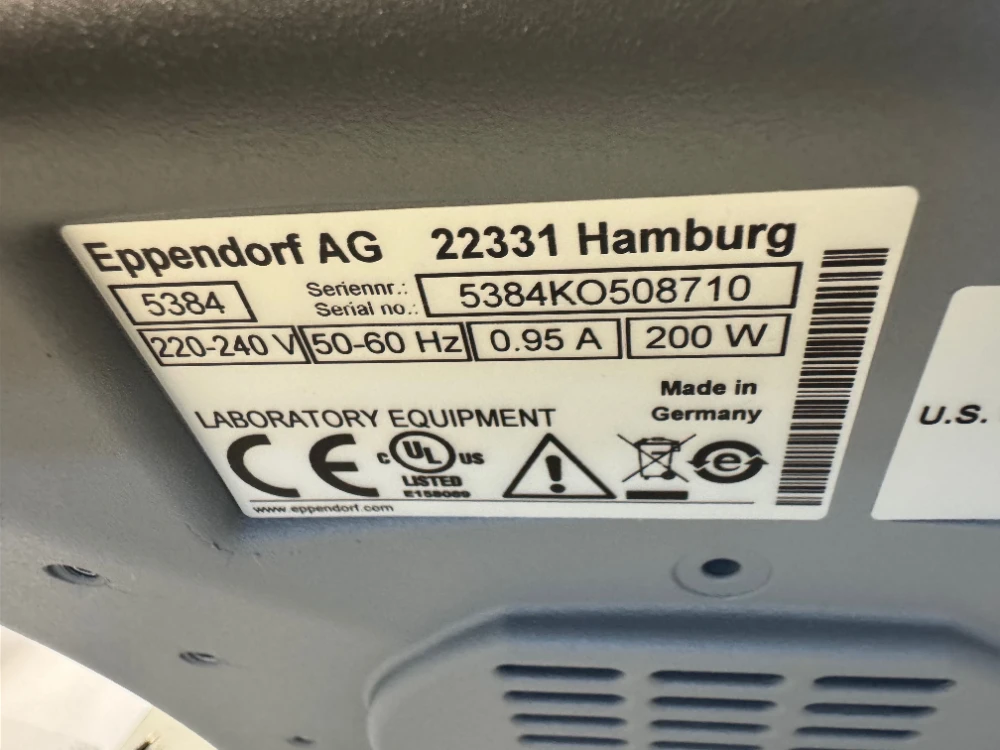 Eppendorf AG 22331 Hamburg
5384 Seriennr.: Serial no.: 5384KO508710
220-240 V 50-60 Hz 0.95 A 200 W
Made in
Germany
LABORATORY EQUIPMENT
CE C UL US
LISTED
E158069
e
www.eppendorf.com
U.S.